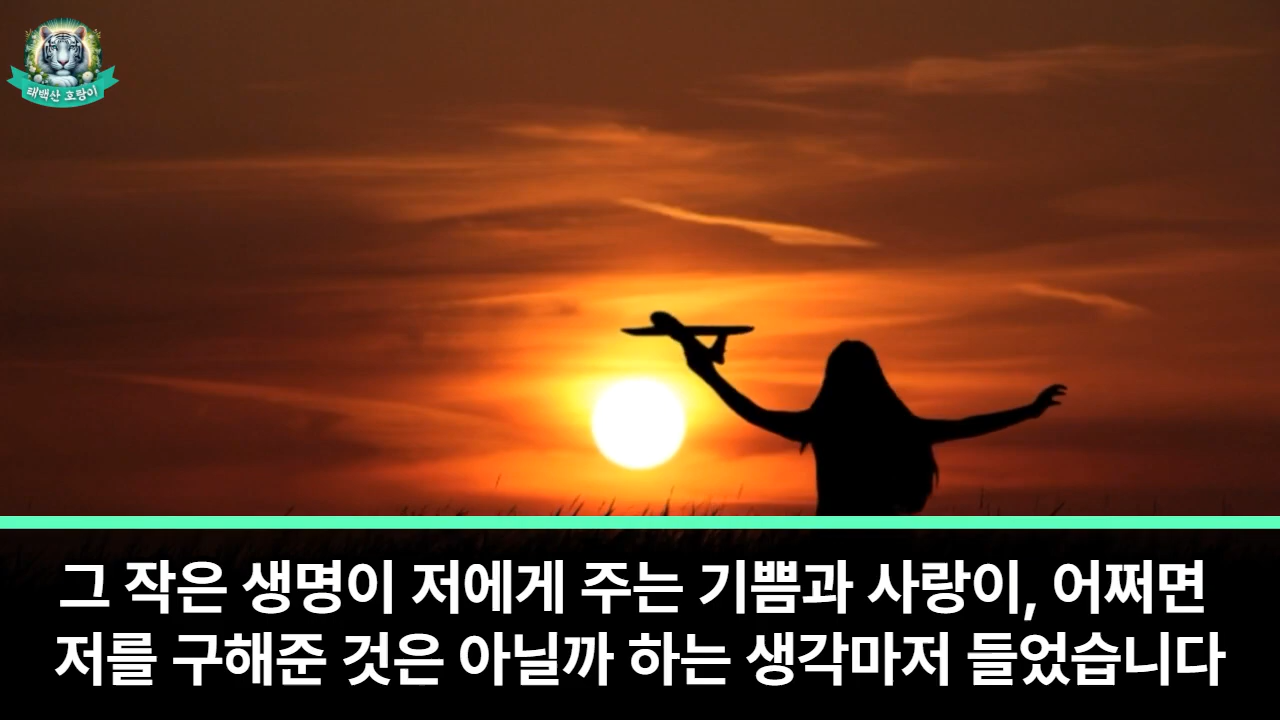 태백산 호랑이
그 작은 생명이 저에게 주는 기쁨과 사랑이, 어쩌면
저를 구해준 것은 아닐까 하는 생각마저 들었습니다